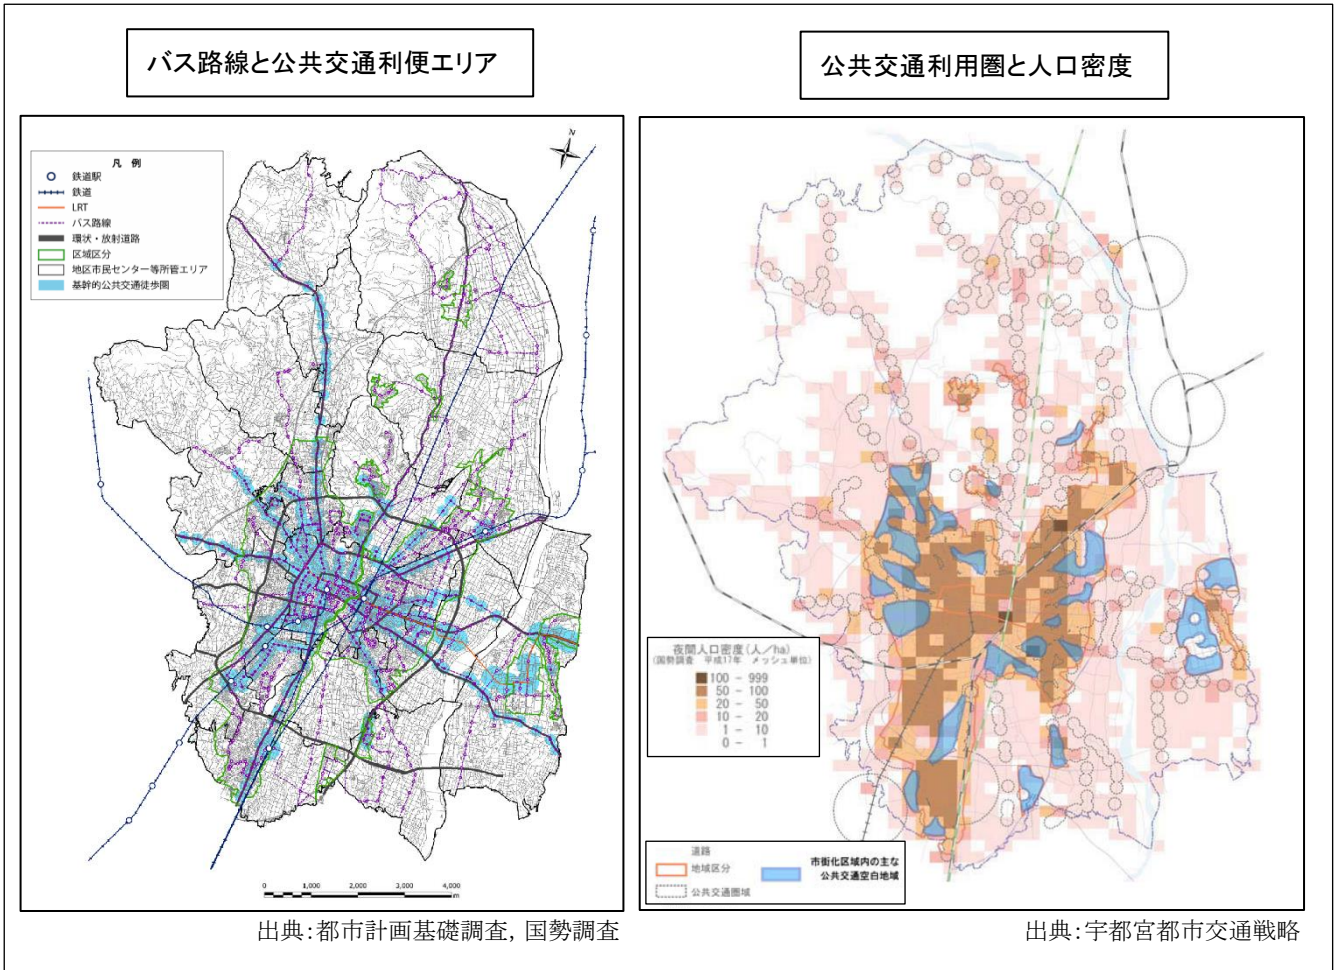 バス路線と公共交通利便エリア
公共交通利用圏と人口密度
N
凡 例
鉄道駅
鉄道
LRT
バス路線
環状・放射道路
区域区分
地区市民センター等所管エリア
基幹的公共交通徒歩圏
0 1,000 2,000 3,000 4,000
m
夜間人口密度(人/ha)
(国勢調査 平成17年 メッシュ単位)
100 - 999
50 - 100
20 - 50
10 - 20
1 - 10
0 - 1
道路
地域区分
公共交通圏域
市街化区域内の主な
公共交通空白地域
出典:都市計画基礎調査, 国勢調査
出典:宇都宮都市交通戦略